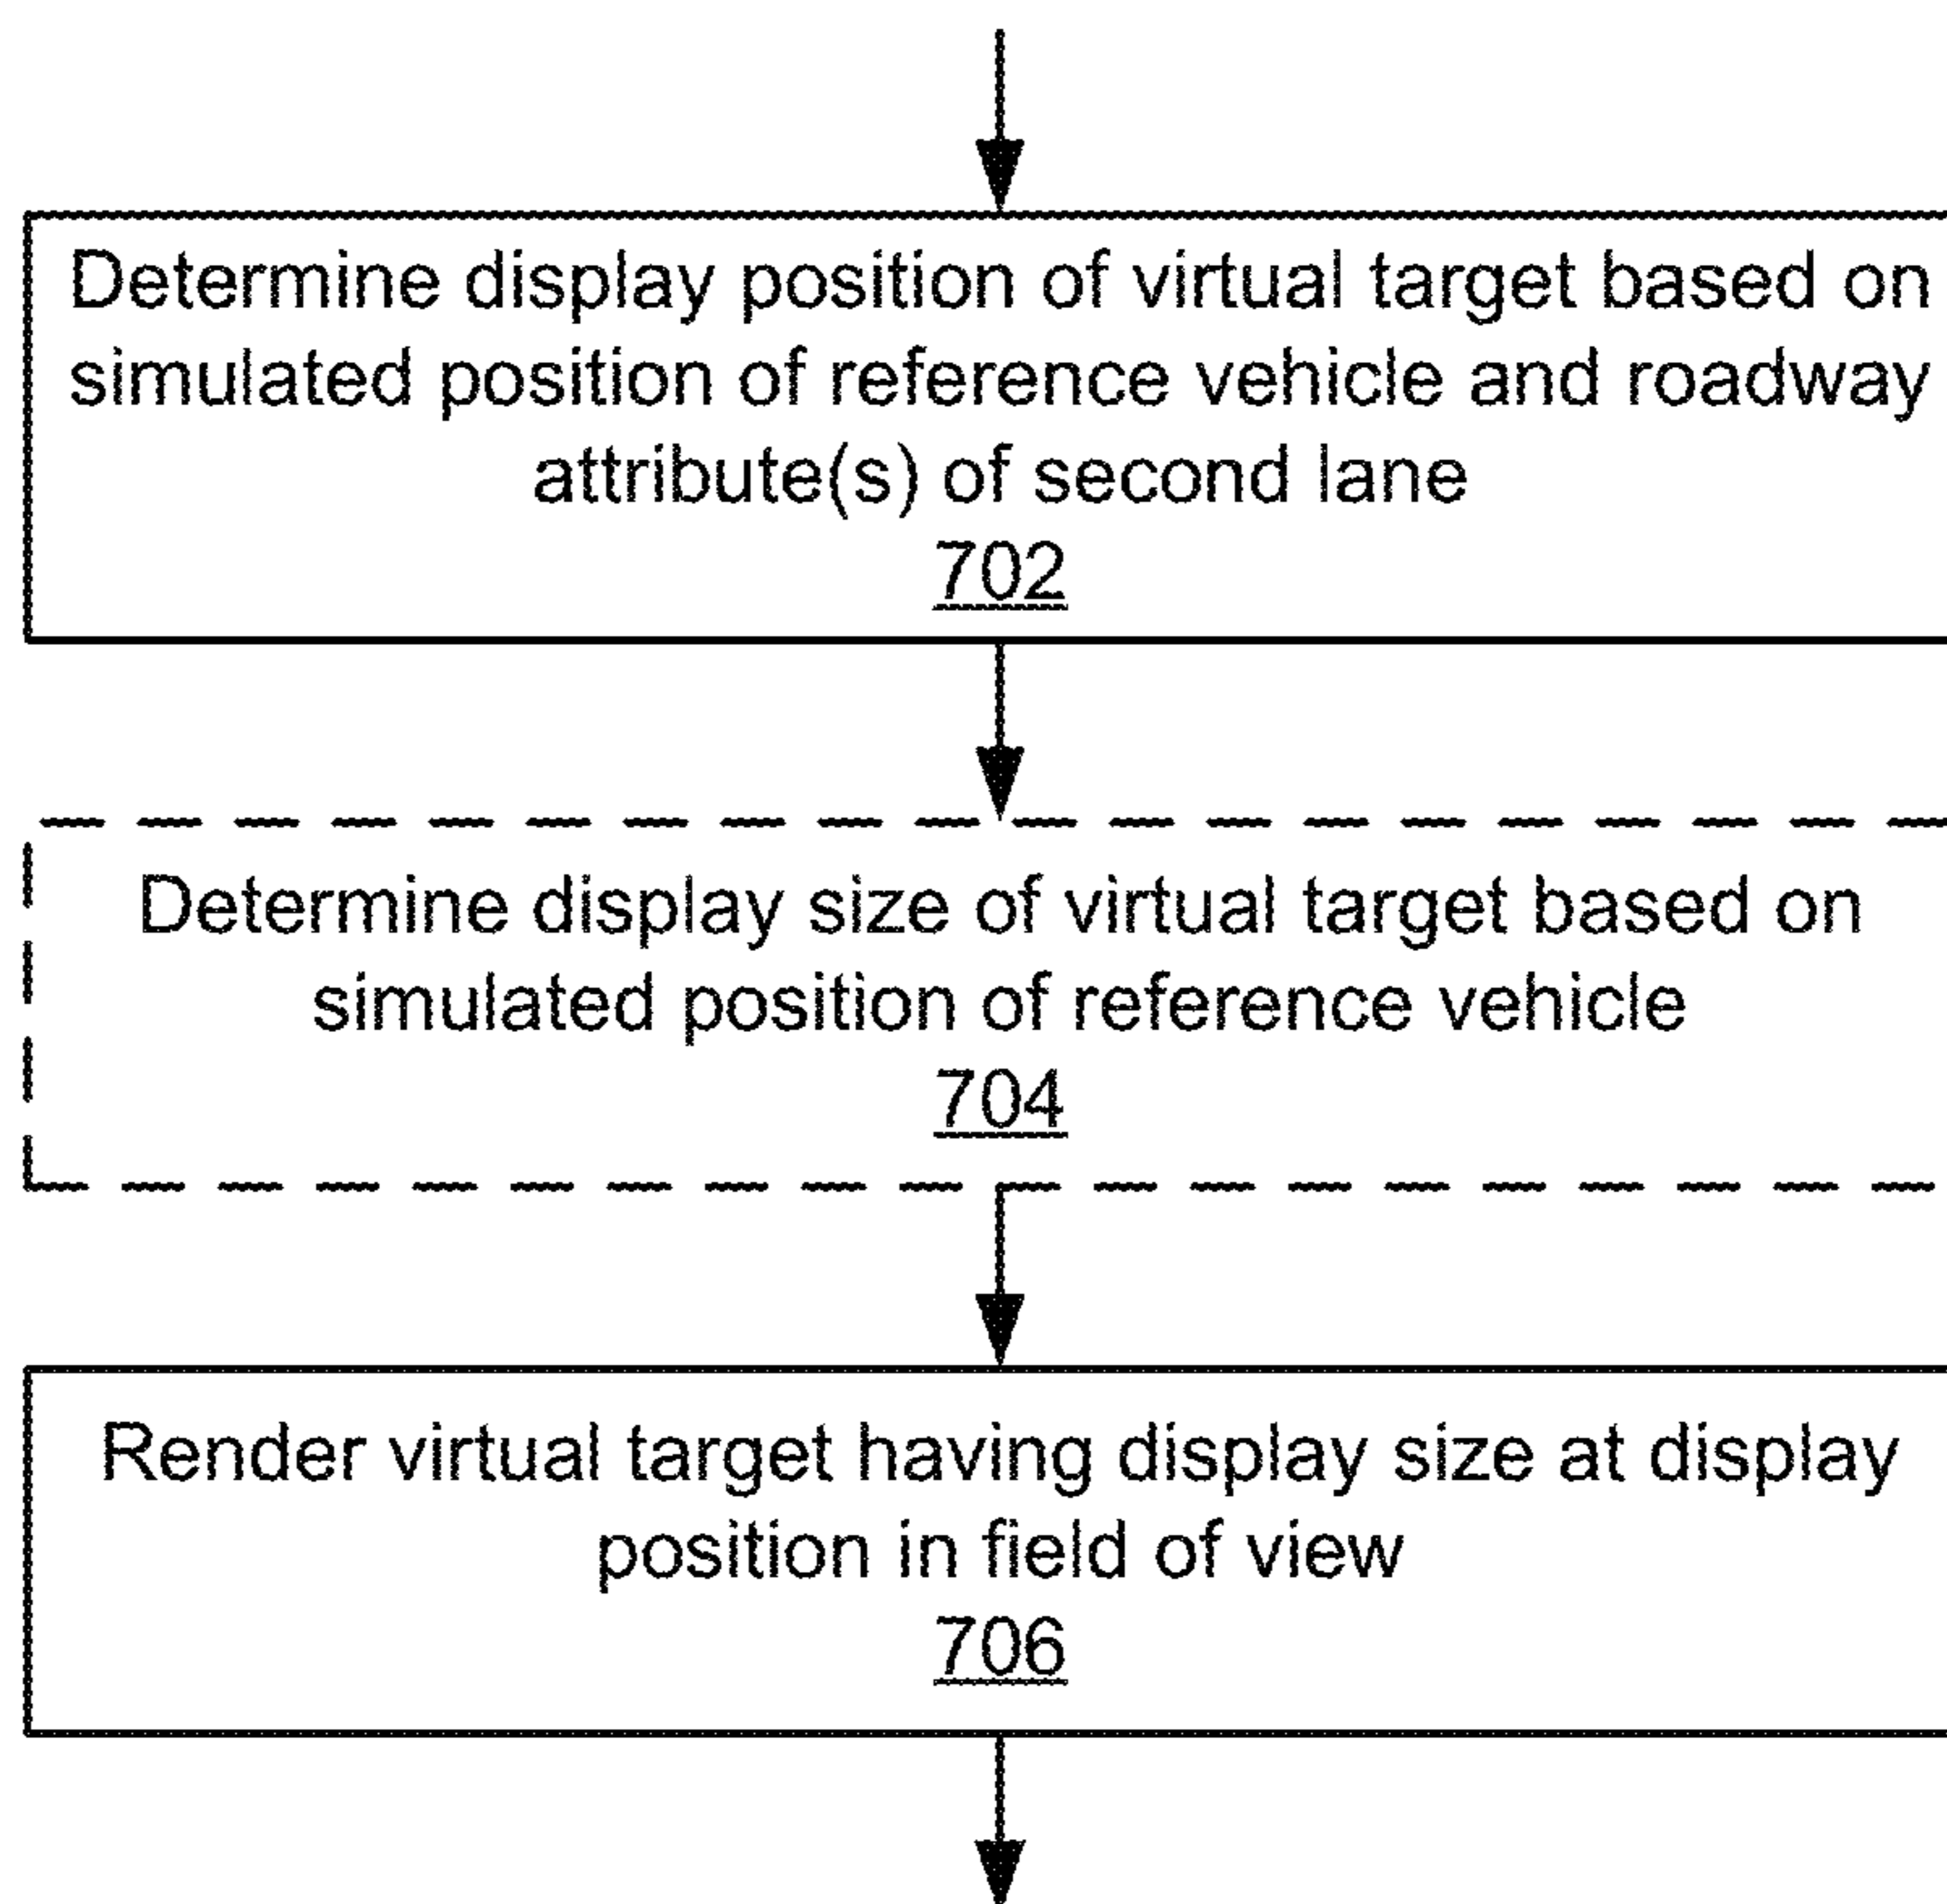 Determine display position of virtual target based on
simulated position of reference vehicle and roadway
attribute(s) of second lane
702
Determine display size of virtual target based on
simulated position of reference vehicle
704
Render virtual target having display size at display
position in field of view
706